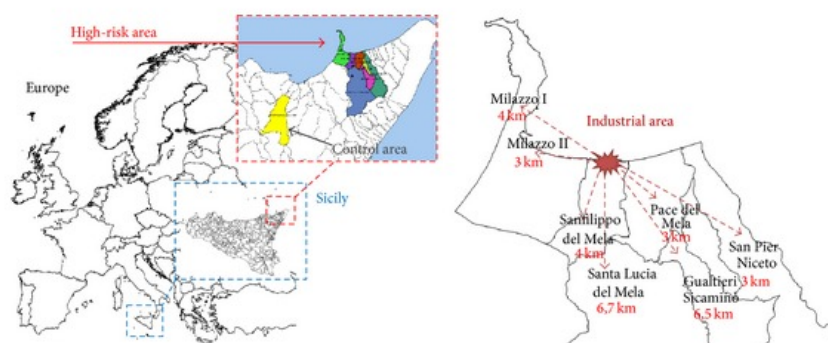 High-risk area
Europe
Control area
Sicily
Milazzo I
4 km
Industrial area
Milazzo II
3 km
Pace del
Mela
3 km
Sanfilippo
del Mela
4 km
San Pier
Niceto
3 km
Santa Lucia
del Mela
6,7 km
Gualtieri
Sicaminò
6,5 km